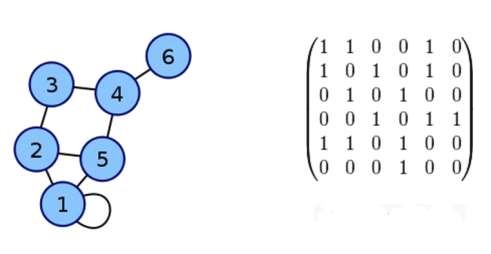 6
3
4
2
5
1
1 1 0 0 1 0
1 0 1 0 1 0
0 1 0 1 0 0
0 0 1 0 1 1
1 1 0 1 0 0
0 0 0 1 0 0